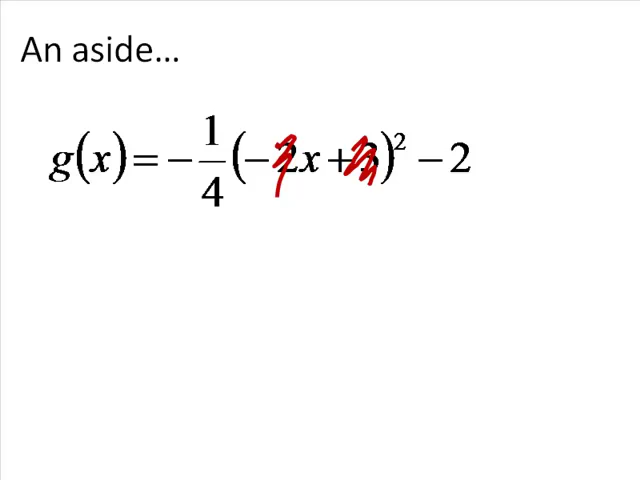 An aside...
g(x) = -1/4(-2x + 3)^2 - 2